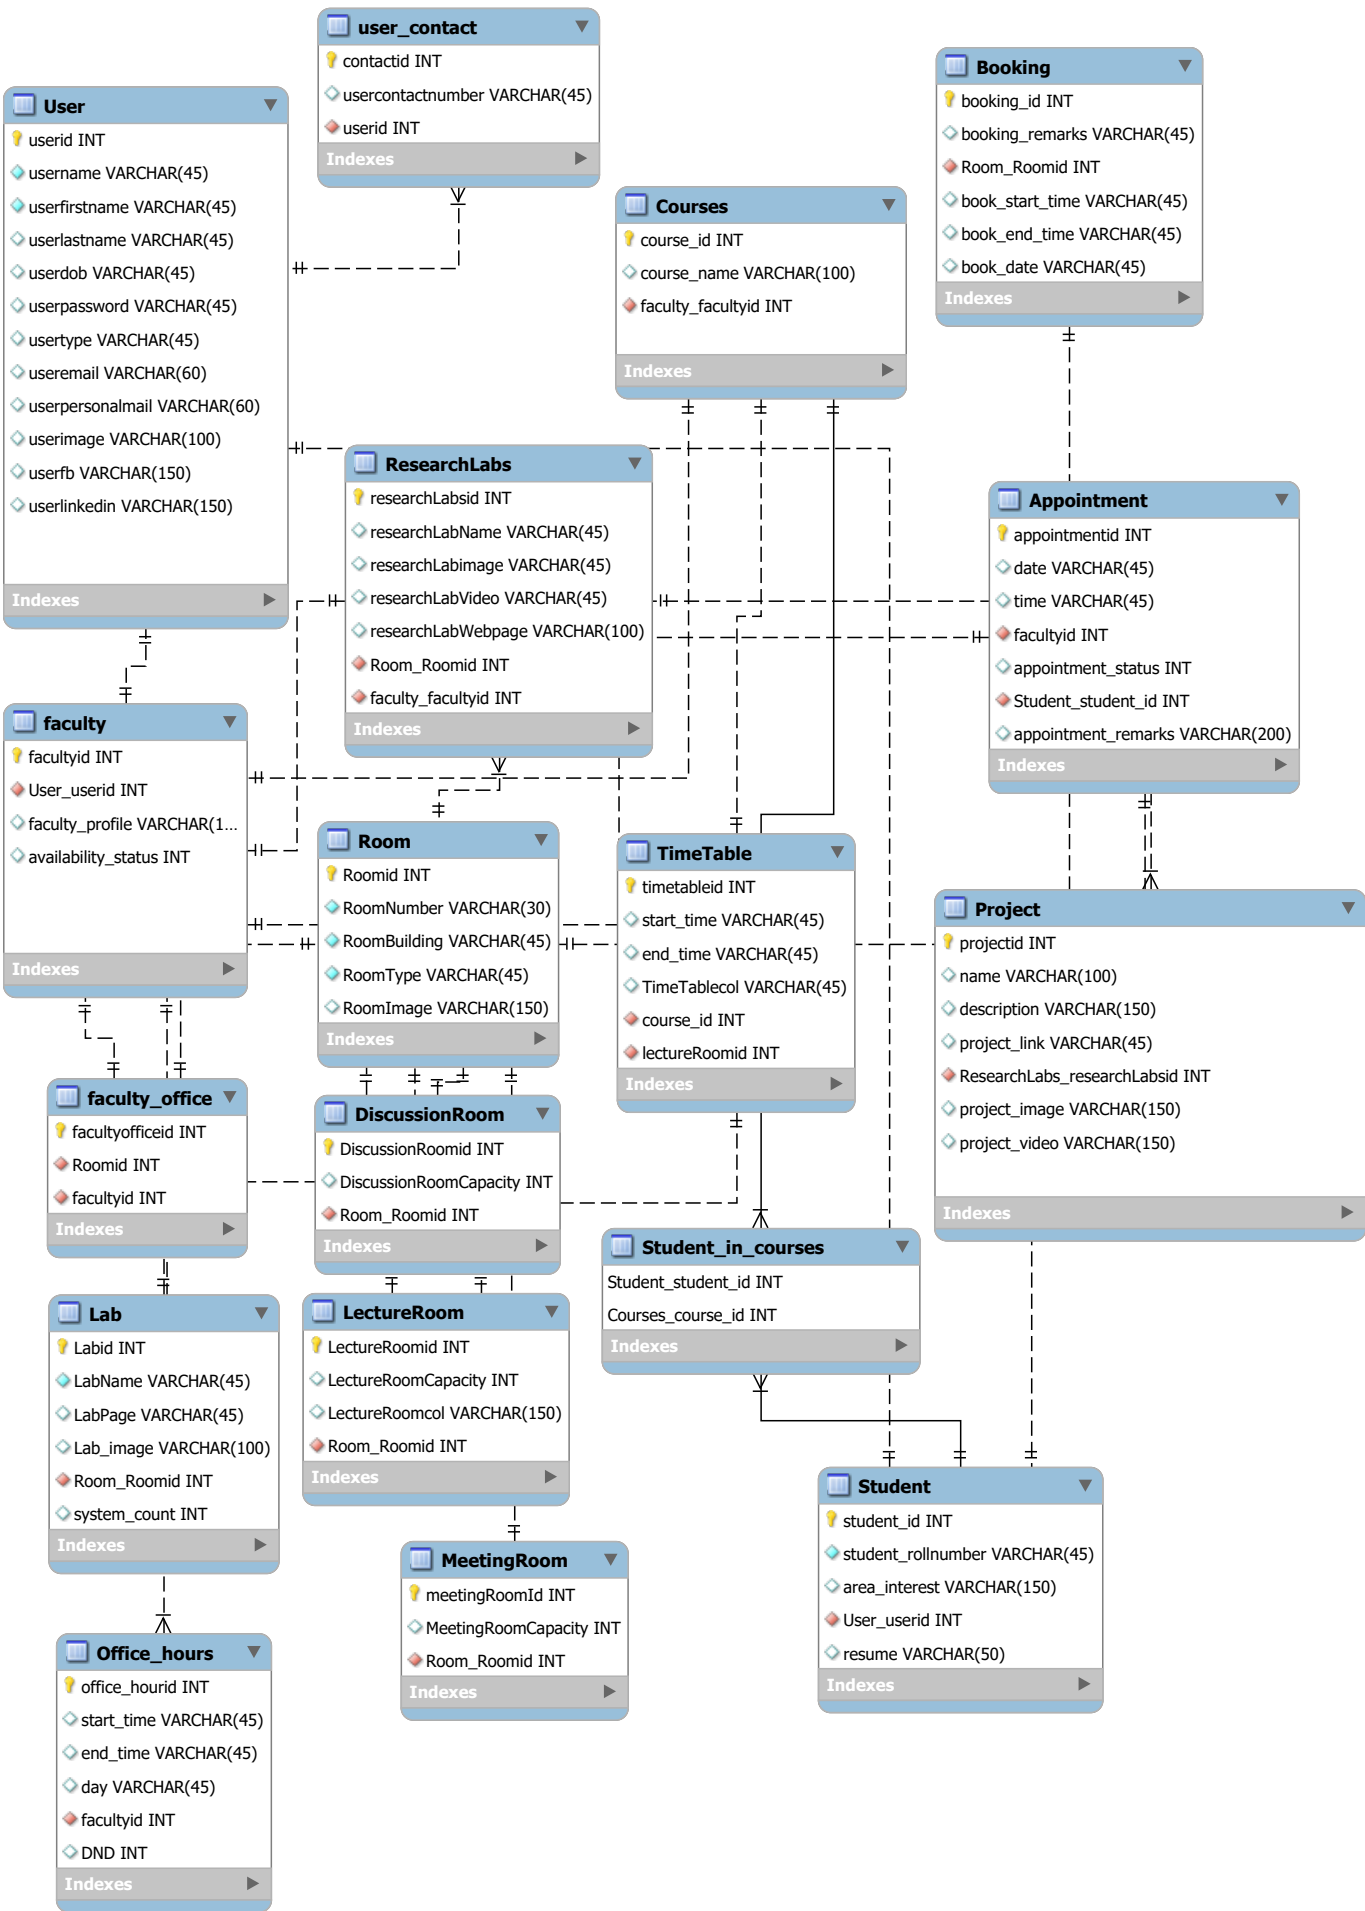 user_contact
contactid INT
usercontactnumber VARCHAR(45)
userid INT
Indexes
Booking
booking_id INT
booking_remarks VARCHAR(45)
Room_Roomid INT
book_start_time VARCHAR(45)
book_end_time VARCHAR(45)
book_date VARCHAR(45)
Indexes
User
userid INT
username VARCHAR(45)
userfirstname VARCHAR(45)
userlastname VARCHAR(45)
userdob VARCHAR(45)
userpassword VARCHAR(45)
usertype VARCHAR(45)
useremail VARCHAR(60)
userpersonalmail VARCHAR(60)
userimage VARCHAR(100)
userfb VARCHAR(150)
userlinkedin VARCHAR(150)
Indexes
Courses
course_id INT
course_name VARCHAR(100)
faculty_factultyid INT
Indexes
ResearchLabs
researchLabsid INT
researchLabName VARCHAR(45)
researchLabimage VARCHAR(45)
researchLabVideo VARCHAR(45)
researchLabWebpage VARCHAR(100)
Room_Roomid INT
faculty_facultyid INT
Indexes
Appointment
appointmentid INT
date VARCHAR(45)
time VARCHAR(45)
facultyid INT
appointment_status INT
Student_student_id INT
appointment_remarks VARCHAR(200)
Indexes
faculty
facultyid INT
User_userid INT
faculty_profile VARCHAR(1...
availability_status INT
Indexes
Room
Roomid INT
RoomNumber VARCHAR(30)
RoomBuilding VARCHAR(45)
RoomType VARCHAR(45)
RoomImage VARCHAR(150)
Indexes
TimeTable
timetableid INT
start_time VARCHAR(45)
end_time VARCHAR(45)
TimeTablecol VARCHAR(45)
course_id INT
lectureRoomid INT
Indexes
Project
projectid INT
name VARCHAR(100)
description VARCHAR(150)
project_link VARCHAR(45)
ResearchLabs_researchLabsid INT
project_image VARCHAR(150)
project_video VARCHAR(150)
Indexes
faculty_office
facultyofficeid INT
Roomid INT
facultyid INT
Indexes
DiscussionRoom
DiscussionRoomid INT
DiscussionRoomCapacity INT
Room_Roomid INT
Indexes
Student_in_courses
Student_student_id INT
Courses_course_id INT
Indexes
Lab
Labid INT
LabName VARCHAR(45)
LabPage VARCHAR(45)
Lab_image VARCHAR(100)
Room_Roomid INT
system_count INT
Indexes
LectureRoom
LectureRoomid INT
LectureRoomCapacity INT
LectureRoomcol VARCHAR(150)
Room_Roomid INT
Indexes
Student
student_id INT
student_rollnumber VARCHAR(45)
area_interest VARCHAR(150)
User_userid INT
resume VARCHAR(50)
Indexes
MeetingRoom
meetingRoomId INT
MeetingRoomCapacity INT
Room_Roomid INT
Indexes
Office_hours
office_hourid INT
start_time VARCHAR(45)
end_time VARCHAR(45)
day VARCHAR(45)
facultyid INT
DND INT
Indexes